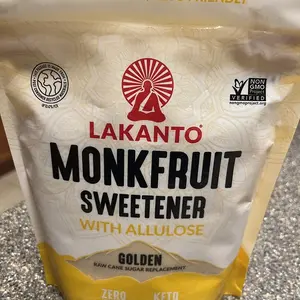 NON
GMO
Project
VERIFIED
nongmoproject.org
LAKANTO®
MONKFRUIT
SWEETENER
WITH ALLULOSE
GOLDEN
RAW CANE SUGAR REPLACEMENT
ZERO
KETO